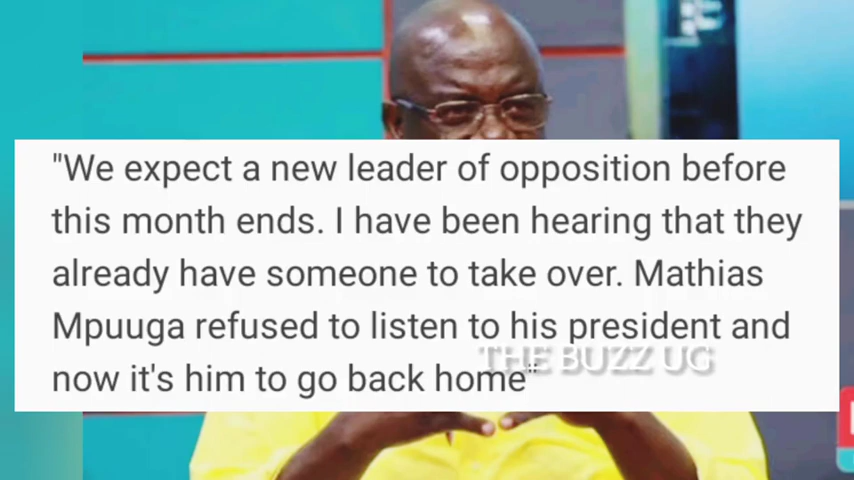 "We expect a new leader of opposition before
this month ends. I have been hearing that they
already have someone to take over. Mathias
Mpuuga refused to listen to his president and
now it's him to go back home"
THE BUZZ UG